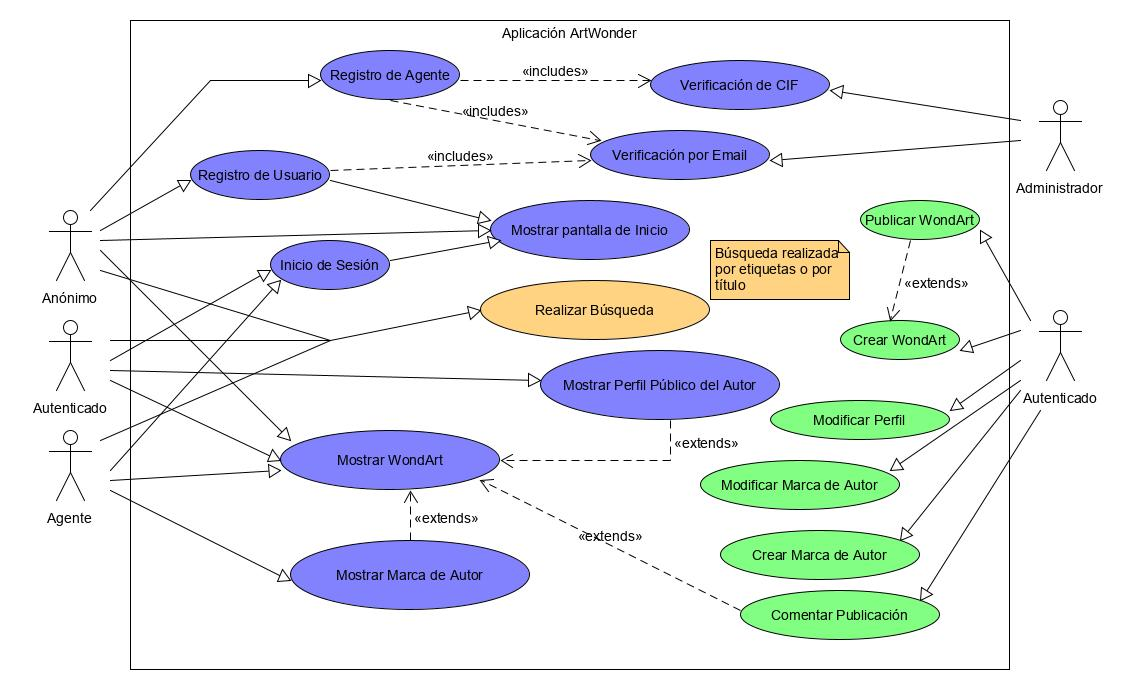 Aplicación ArtWonder
Registro de Agente
«includes»
Verificación de CIF
«includes»
Verificación por Email
«includes»
Registro de Usuario
Administrador
Anónimo
Mostrar pantalla de Inicio
Publicar WondArt
Inicio de Sesión
Búsqueda realizada
por etiquetas o por
título
«extends»
Realizar Búsqueda
Crear WondArt
Autenticado
Mostrar Perfil Público del Autor
Autenticado
Modificar Perfil
«extends»
Mostrar WondArt
Modificar Marca de Autor
Agente
«extends»
«extends»
Crear Marca de Autor
Mostrar Marca de Autor
Comentar Publicación